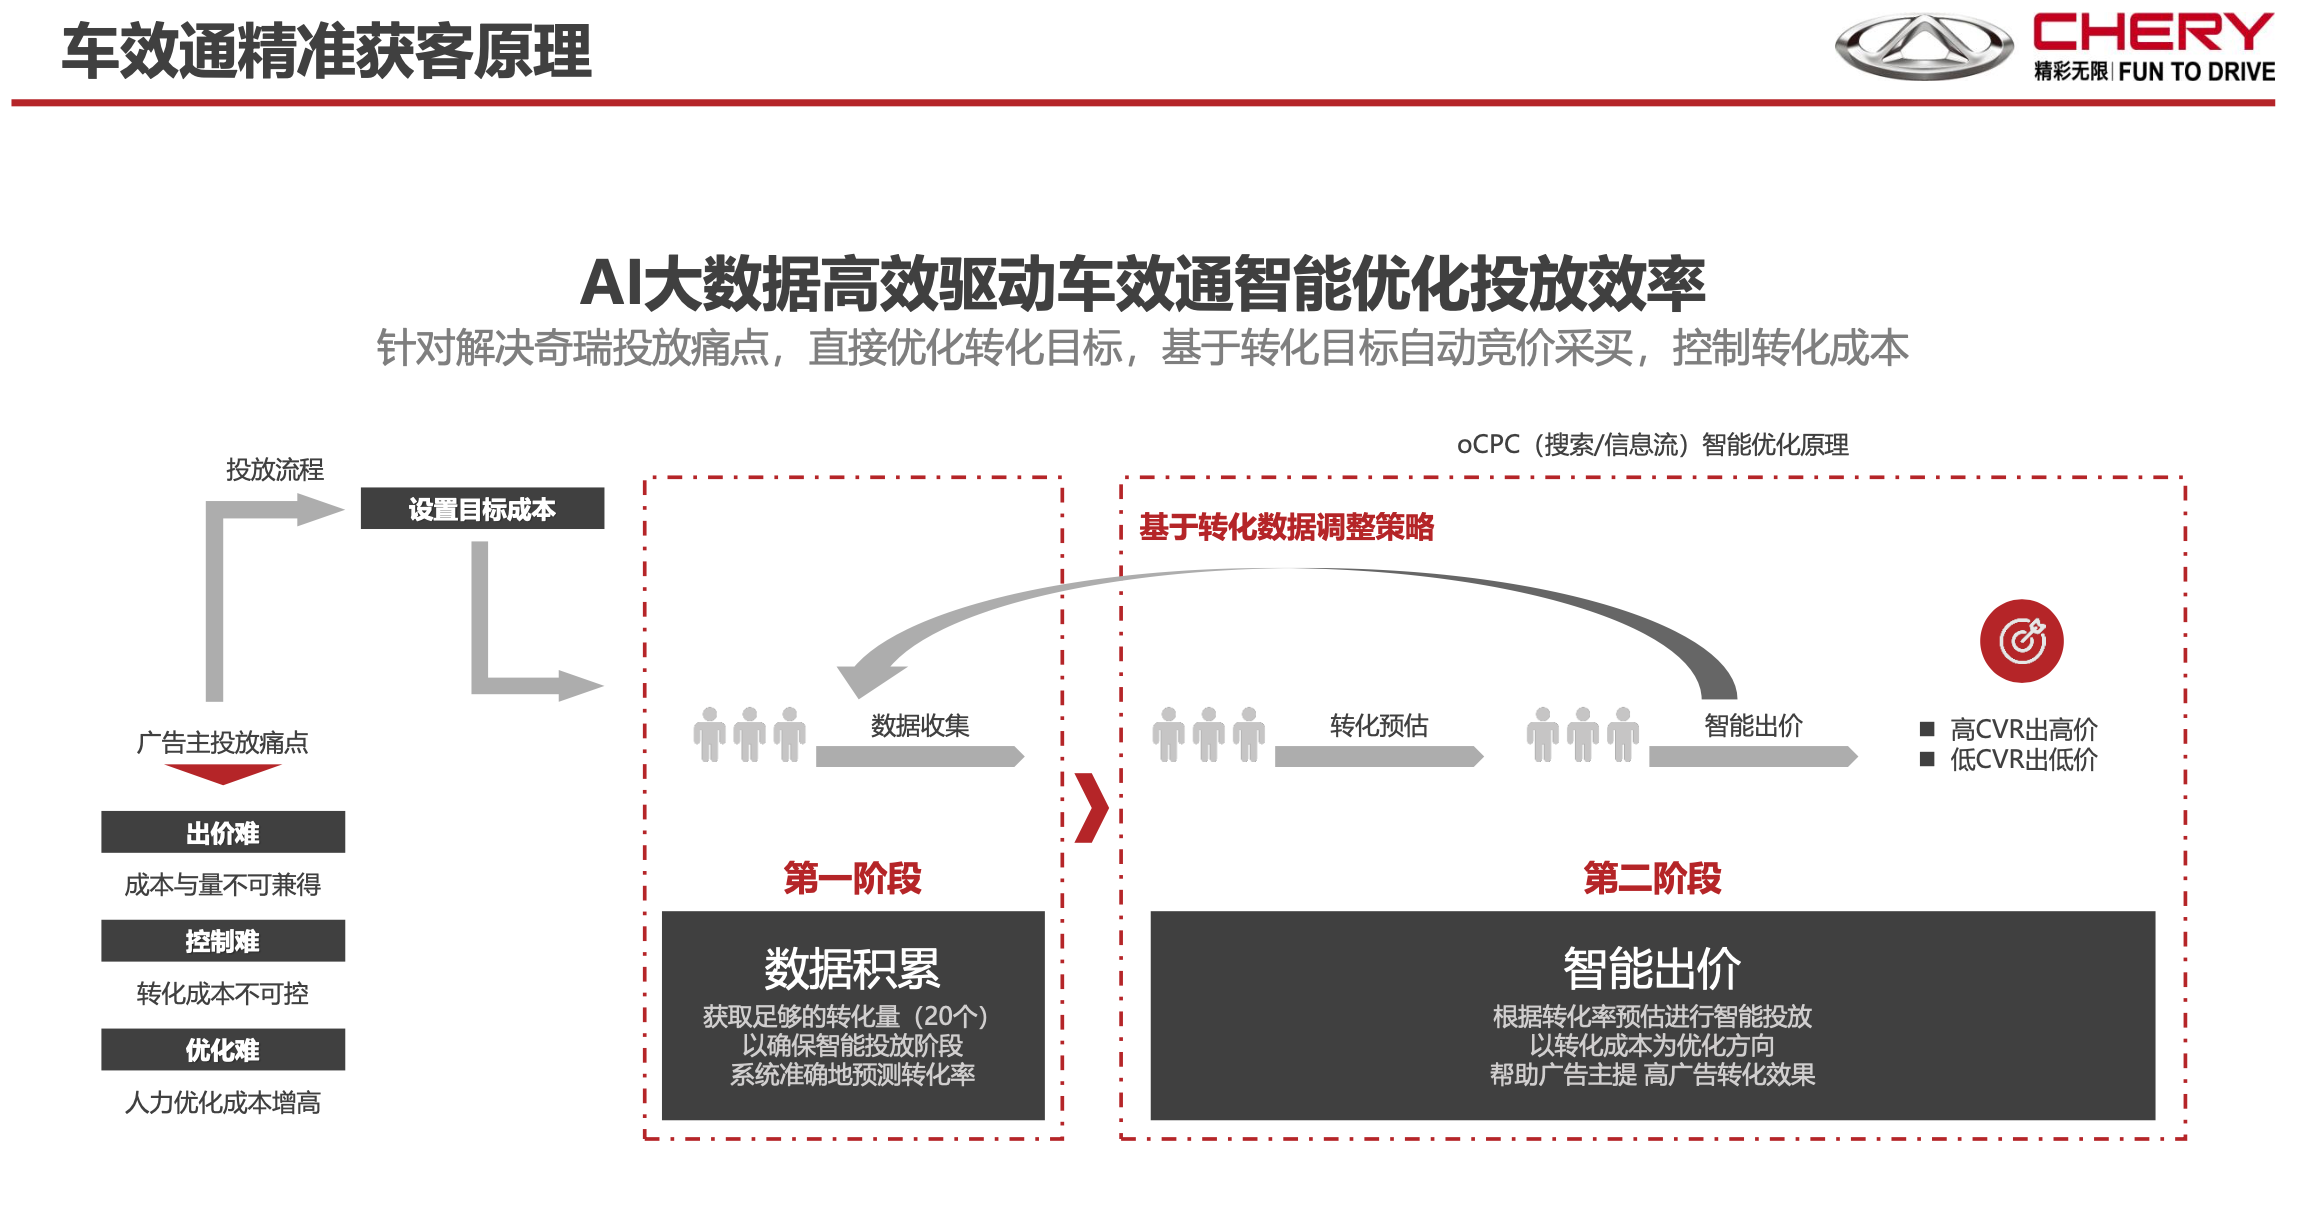 车效通精准获客原理
CHERY
精彩无限|FUN TO DRIVE
AI大数据高效驱动车效通智能优化投放效率
针对解决奇瑞投放痛点，直接优化转化目标，基于转化目标自动竞价采买，控制转化成本
oCPC（搜索/信息流）智能优化原理
投放流程
设置目标成本
广告主投放痛点
出价难
成本与量不可兼得
控制难
转化成本不可控
优化难
人力优化成本增高
数据收集
第一阶段
数据积累
获取足够的转化量（20个）
以确保智能投放阶段
系统准确地预测转化率
基于转化数据调整策略
转化预估
智能出价
■ 高CVR出高价
■ 低CVR出低价
第二阶段
智能出价
根据转化率预估进行智能投放
以转化成本为优化方向
帮助广告主提 高广告转化效果